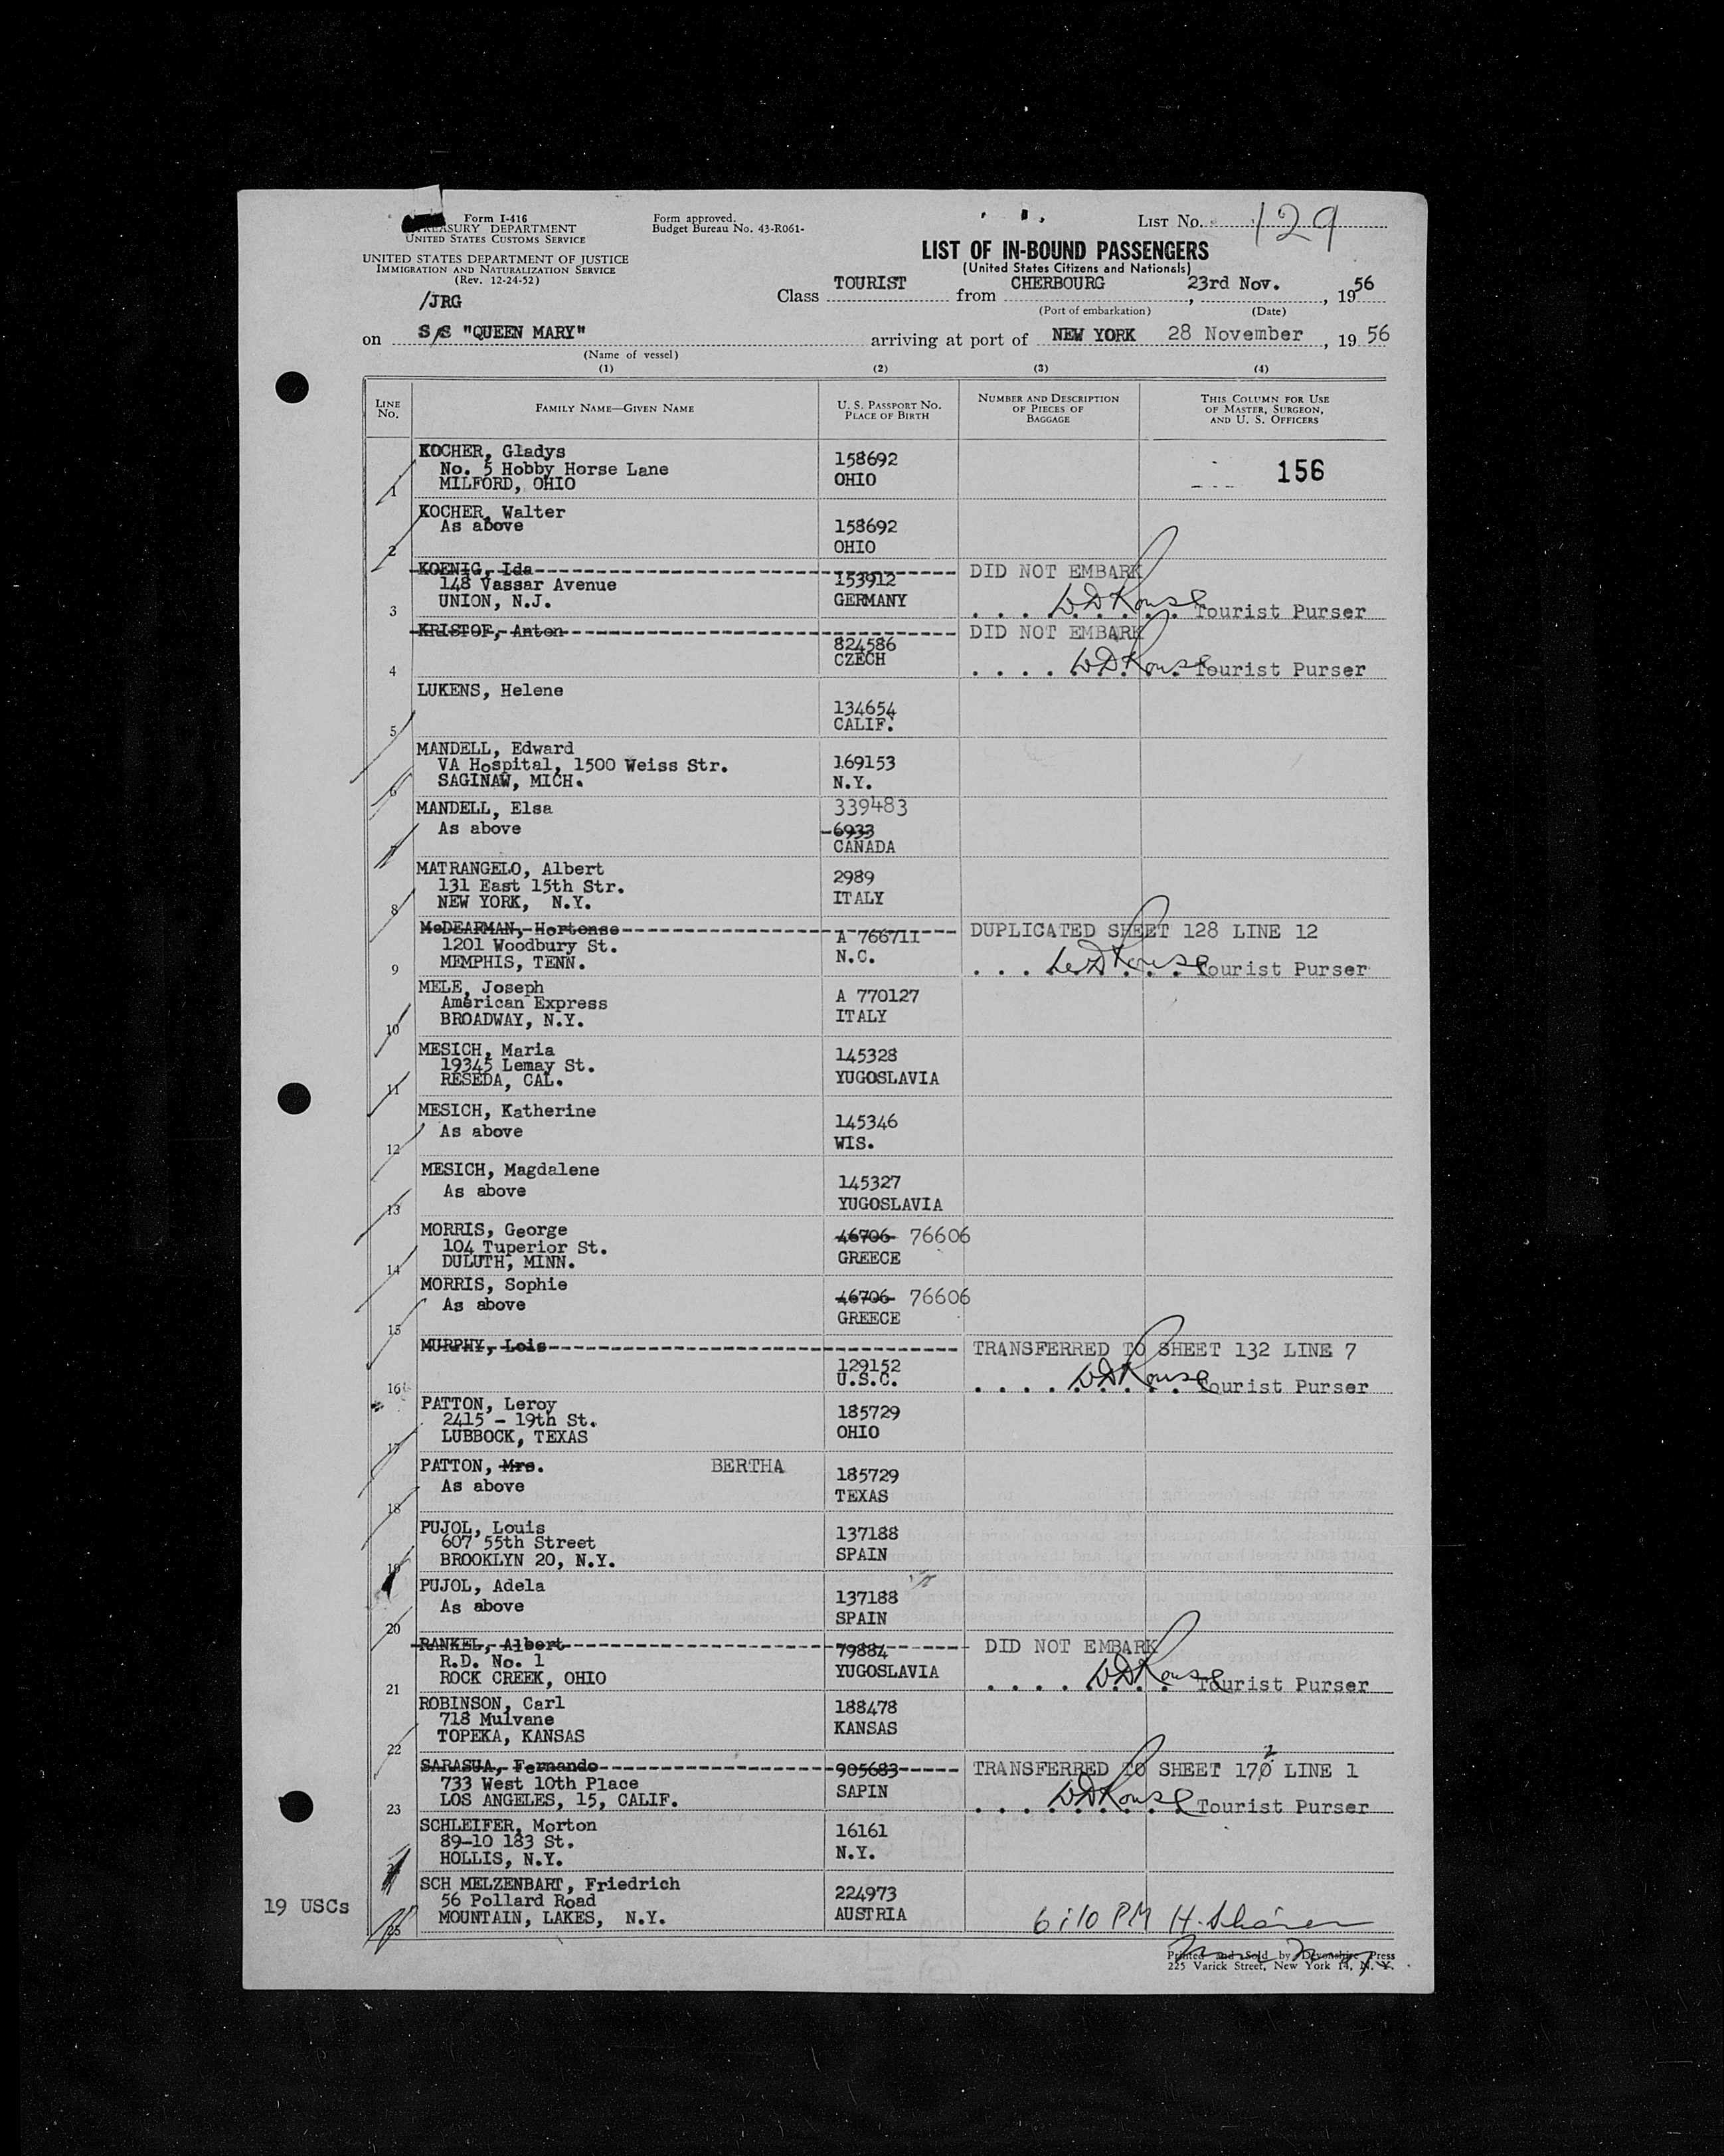 Form I-416
TREASURY DEPARTMENT
UNITED STATES CUSTOMS SERVICE
UNITED STATES DEPARTMENT OF JUSTICE
IMMIGRATION AND NATURALIZATION SERVICE
(Rev. 12-24-52)
Form approved.
Budget Bureau No. 43-R061-
LIST No. 129
LIST OF IN-BOUND PASSENGERS
(United States Citizens and Nationals)
/JRG
Class TOURIST from CHERBOURG, 23rd Nov., 1956
(Port of embarkation) (Date)
on S/S "QUEEN MARY" arriving at port of NEW YORK 28 November, 19 56
(Name of vessel)
(1) (2) (3) (4)
LINE No. FAMILY NAME—GIVEN NAME U. S. PASSPORT NO. PLACE OF BIRTH NUMBER AND DESCRIPTION OF PIECES OF BAGGAGE THIS COLUMN FOR USE OF MASTER, SURGEON, AND U. S. OFFICERS
KOCHER, Gladys
No. 5 Hobby Horse Lane 158692 156
1 MILFORD, OHIO OHIO
KOCHER, Walter
As above 158692
2 OHIO
KOENIG, Ida DID NOT EMBARK
148 Vassar Avenue 153912
3 UNION, N.J. GERMANY WDRouse Tourist Purser
KRISTOF, Anton DID NOT EMBARK
824586
4 CZECH WDRouse Tourist Purser
LUKENS, Helene
134654
5 CALIF.
MANDELL, Edward
VA Hospital, 1500 Weiss Str. 169153
6 SAGINAW, MICH. N.Y.
MANDELL, Elsa 339483
As above 6933
7 CANADA
MATRANGELO, Albert
131 East 15th Str. 2989
8 NEW YORK, N.Y. ITALY
McDEARMAN, Hortense DUPLICATED SHEET 128 LINE 12
1201 Woodbury St. A 766711
9 MEMPHIS, TENN. N.C. WDRouse Tourist Purser
MELE, Joseph
American Express A 770127
10 BROADWAY, N.Y. ITALY
MESICH, Maria
19345 Lemay St. 145328
11 RESEDA, CAL. YUGOSLAVIA
MESICH, Katherine
As above 145346
12 WIS.
MESICH, Magdalene
As above 145327
13 YUGOSLAVIA
MORRIS, George
104 Tuperior St. 46706 76606
14 DULUTH, MINN. GREECE
MORRIS, Sophie
As above 46706 76606
15 GREECE
MURPHY, Lois TRANSFERRED TO SHEET 132 LINE 7
129152
16 U.S.C. WDRouse Tourist Purser
PATTON, Leroy
2415 - 19th St. 185729
17 LUBBOCK, TEXAS OHIO
PATTON, Mrs. BERTHA
As above 185729
18 TEXAS
PUJOL, Louis
607 55th Street 137188
19 BROOKLYN 20, N.Y. SPAIN
PUJOL, Adela
As above 137188
20 SPAIN
RANKEL, Albert DID NOT EMBARK
R.D. No. 1 79884
21 ROCK CREEK, OHIO YUGOSLAVIA WDRouse Tourist Purser
ROBINSON, Carl
718 Mulvane 188478
22 TOPEKA, KANSAS KANSAS
SARASUA, Fernando TRANSFERRED TO SHEET 170 2 LINE 1
733 West 10th Place 905683
23 LOS ANGELES, 15, CALIF. SAPIN WDRouse Tourist Purser
SCHLEIFER, Morton
89-10 183 St. 16161
24 HOLLIS, N.Y. N.Y.
SCH MELZENBART, Friedrich
56 Pollard Road 224973
25 MOUNTAIN, LAKES, N.Y. AUSTRIA 6:10 PM
19 USCs
Printed and Sold by Devonshire Press
225 Varick Street, New York 14, N. Y.